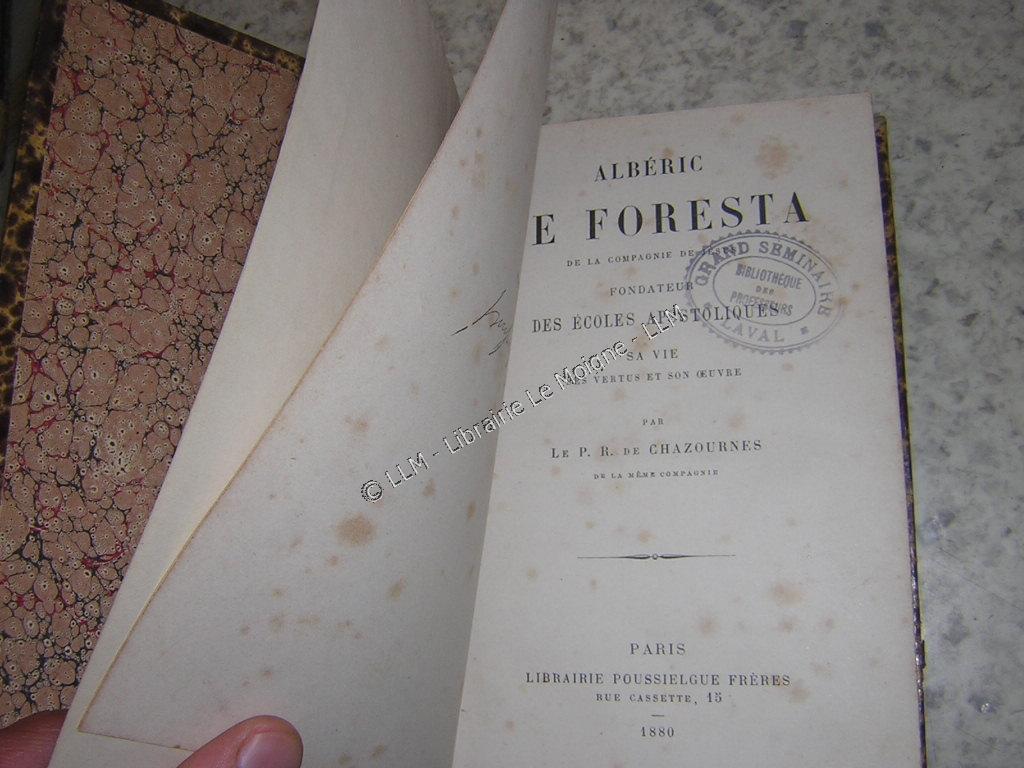 ALBÉRIC
E FORESTA
DE LA COMPAGNIE DE JÉSUS
FONDATEUR
DES ÉCOLES APOSTOLIQUES
SA VIE
SES VERTUS ET SON ŒUVRE
PAR
LE P. R. DE CHAZOURNES
DE LA MÊME COMPAGNIE
PARIS
LIBRAIRIE POUSSIELGUE FRÈRES
RUE CASSETTE, 15
1880
GRAND SEMINAIRE
BIBLIOTHÈQUE
DES
PROFESSEURS
LAVAL
© LLM - Librairie Le Moigne - LLM